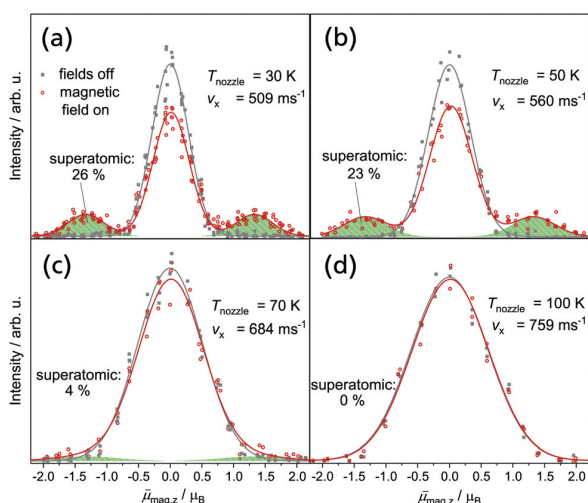 (a)
fields off
magnetic
field on
T_nozzle = 30 K
v_x = 509 ms⁻¹
superatomic:
26 %
(b)
T_nozzle = 50 K
v_x = 560 ms⁻¹
superatomic:
23 %
Intensity / arb. u.
(c)
T_nozzle = 70 K
v_x = 684 ms⁻¹
superatomic:
4 %
(d)
T_nozzle = 100 K
v_x = 759 ms⁻¹
superatomic:
0 %
Intensity / arb. u.
-2.0 -1.5 -1.0 -0.5 0.0 0.5 1.0 1.5 2.0
-2.0 -1.5 -1.0 -0.5 0.0 0.5 1.0 1.5 2.0
μ̄_mag,z / μ_B
μ̄_mag,z / μ_B